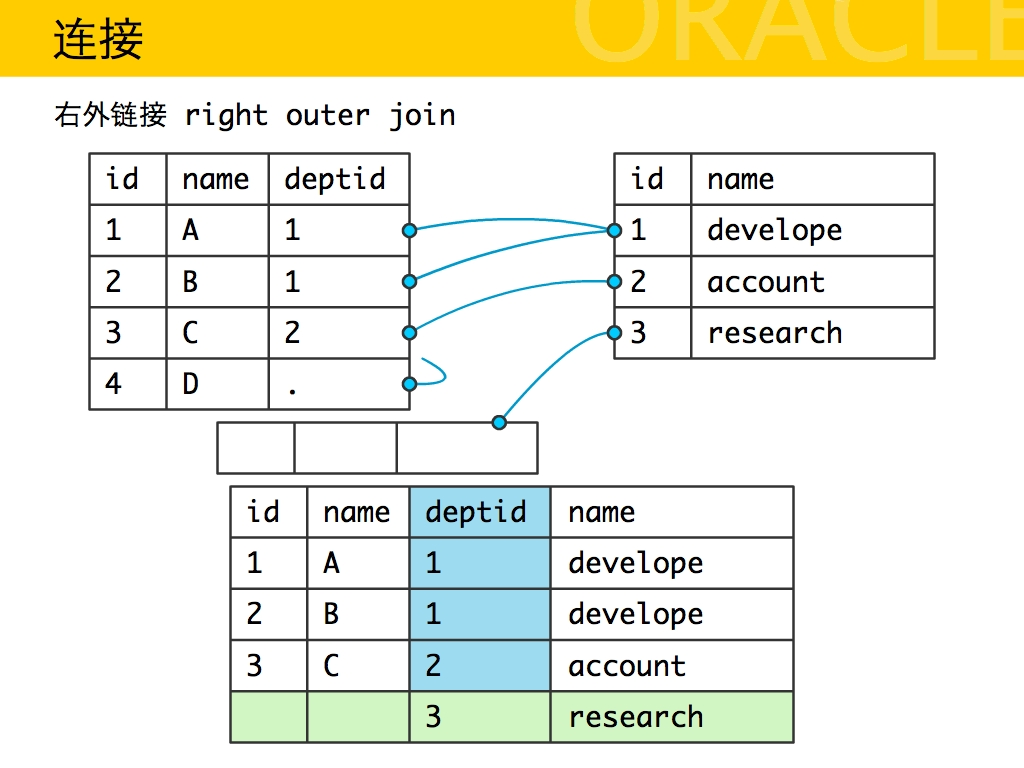 ORACLE
连接
右外链接 right outer join
id name deptid
1 A 1
2 B 1
3 C 2
4 D .
id name
1 develope
2 account
3 research
id name deptid name
1 A 1 develope
2 B 1 develope
3 C 2 account
3 research